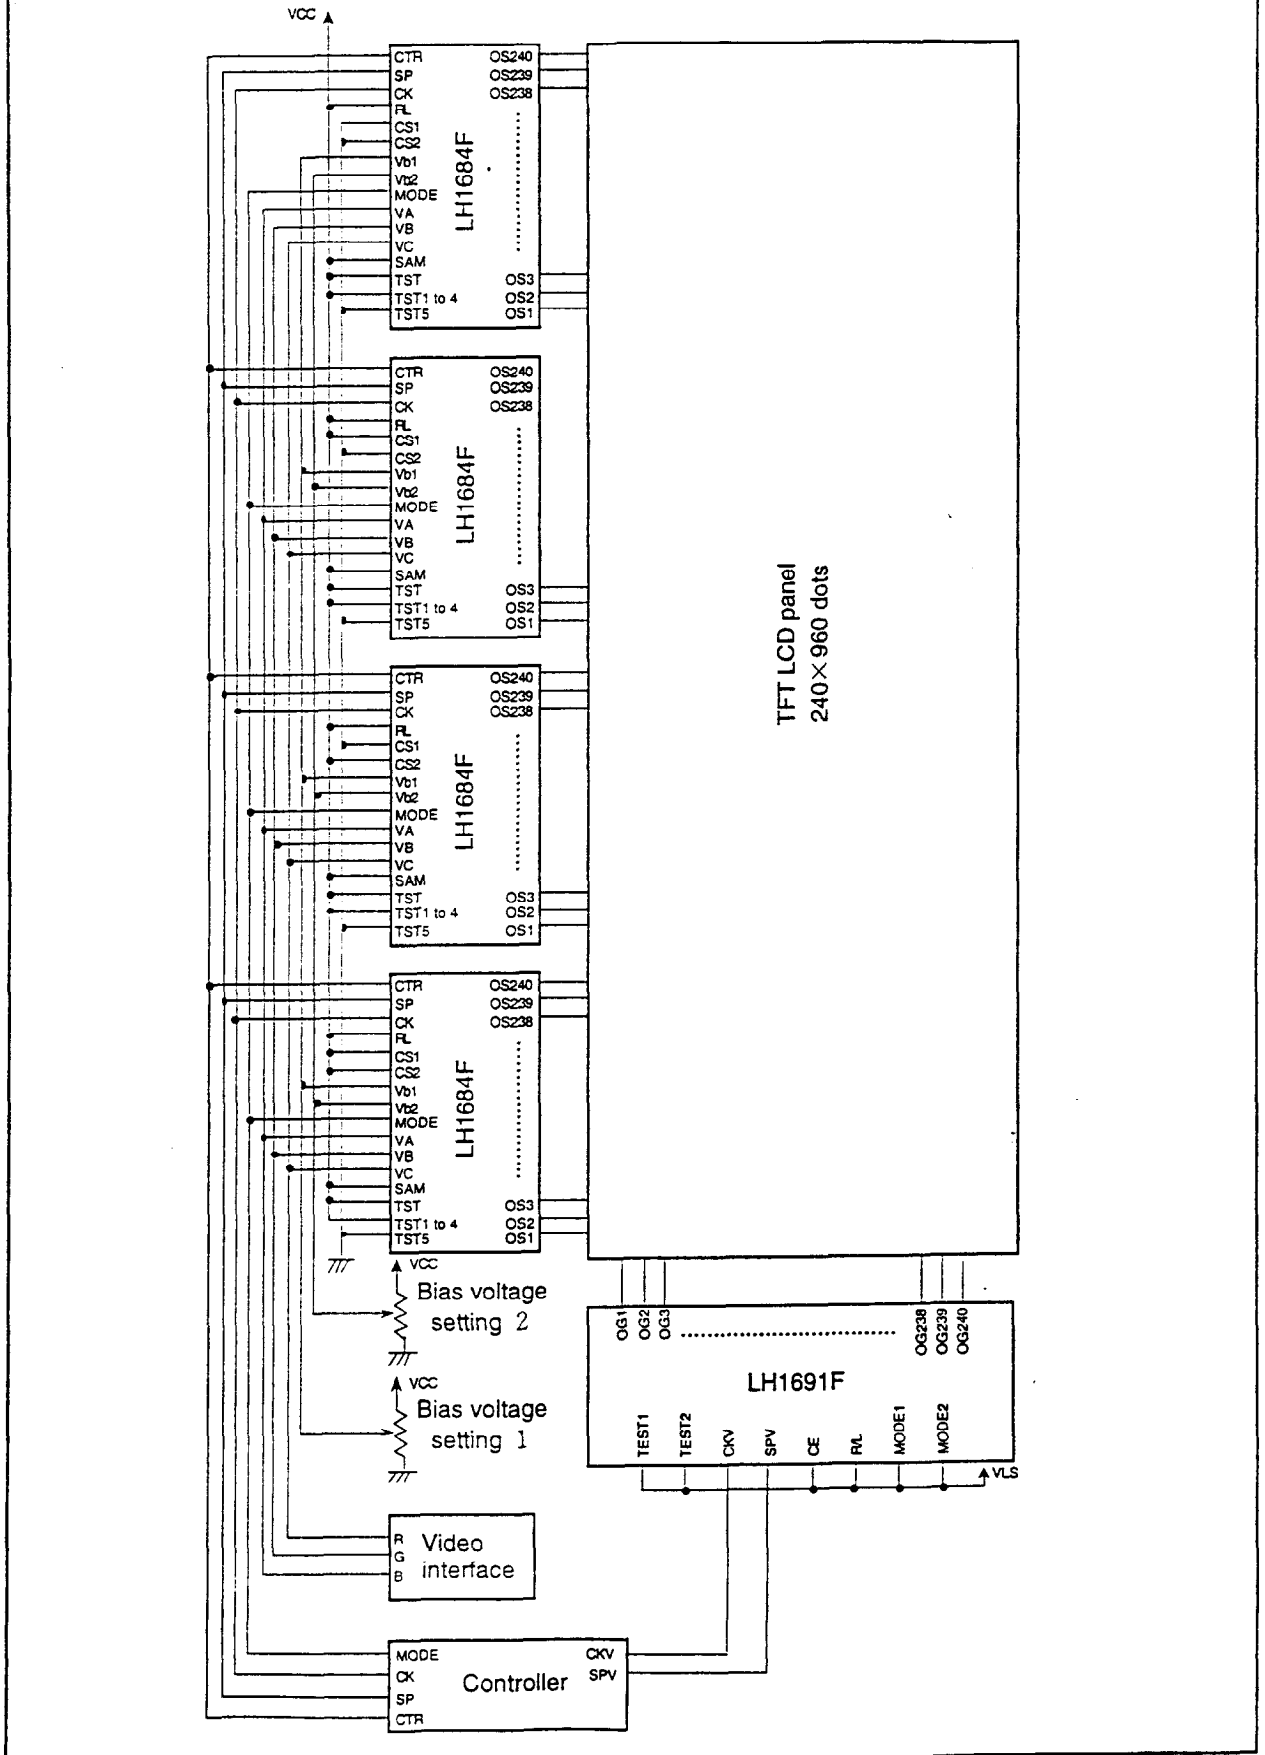 VCC
CTR OS240
SP OS239
CK OS238
RL
CS1
CS2
Vb1
Vb2
MODE
VA
VB
VC
SAM
TST OS3
TST1 to 4 OS2
TST5 OS1
LH1684F
CTR OS240
SP OS239
CK OS238
RL
CS1
CS2
Vb1
Vb2
MODE
VA
VB
VC
SAM
TST OS3
TST1 to 4 OS2
TST5 OS1
LH1684F
CTR OS240
SP OS239
CK OS238
RL
CS1
CS2
Vb1
Vb2
MODE
VA
VB
VC
SAM
TST OS3
TST1 to 4 OS2
TST5 OS1
LH1684F
CTR OS240
SP OS239
CK OS238
RL
CS1
CS2
Vb1
Vb2
MODE
VA
VB
VC
SAM
TST OS3
TST1 to 4 OS2
TST5 OS1
LH1684F
TFT LCD panel
240×960 dots
VCC
Bias voltage
setting 2
VCC
Bias voltage
setting 1
OG1
OG2
OG3
OG238
OG239
OG240
LH1691F
TEST1
TEST2
CKV
SPV
CE
R/L
MODE1
MODE2
VLS
R
G
B
Video
interface
MODE CKV
CK SPV
SP
CTR
Controller